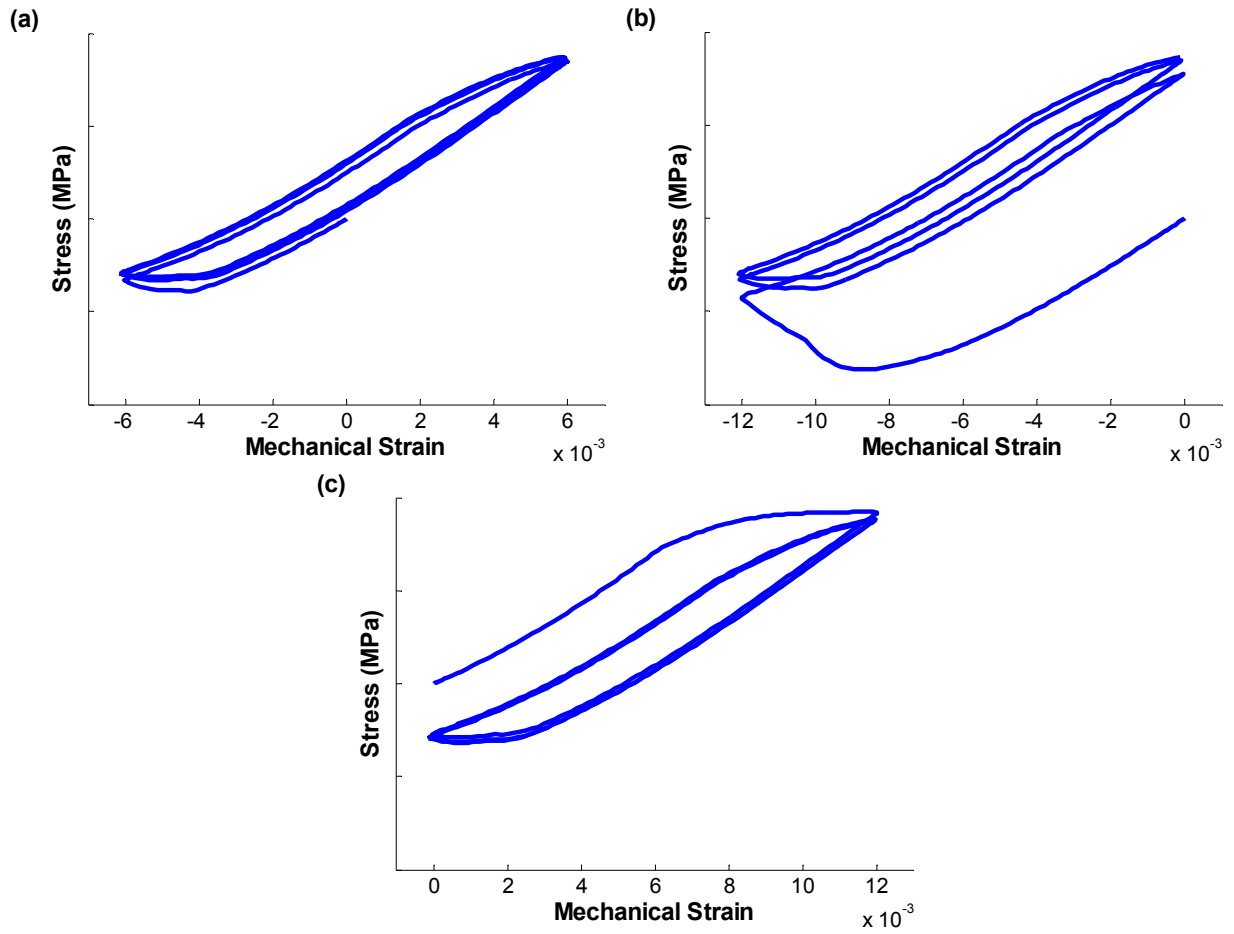 (a)
Stress (MPa)
-6 -4 -2 0 2 4 6
Mechanical Strain
x 10-3
(b)
Stress (MPa)
-12 -10 -8 -6 -4 -2 0
Mechanical Strain
x 10-3
(c)
Stress (MPa)
0 2 4 6 8 10 12
Mechanical Strain
x 10-3